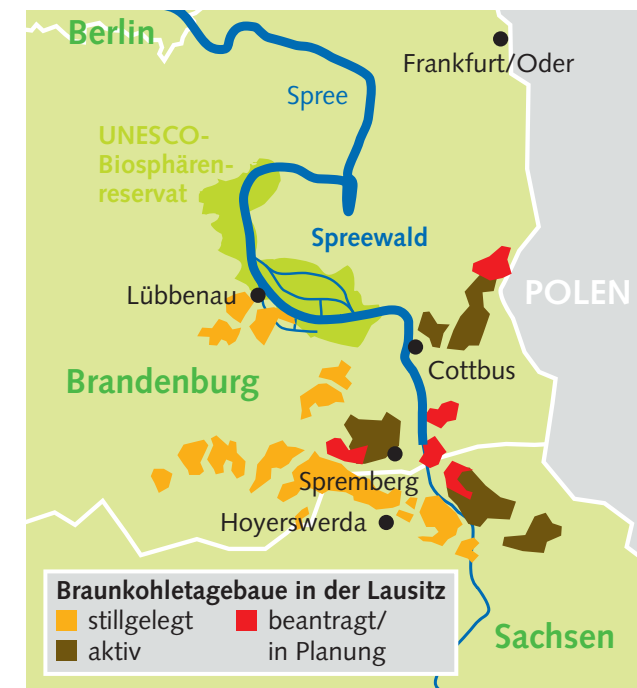 Berlin
Frankfurt/Oder
Spree
UNESCO-
Biosphären-
reservat
Spreewald
POLEN
Lübbenau
Cottbus
Brandenburg
Spremberg
Hoyerswerda
Braunkohletagebaue in der Lausitz
stillgelegt
beantragt/
aktiv
in Planung
Sachsen